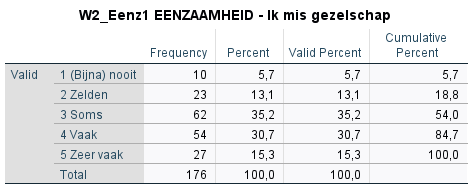 W2_Eenz1 EENZAAMHEID - Ik mis gezelschap
Frequency Percent Valid Percent Cumulative Percent
Valid 1 (Bijna) nooit 10 5,7 5,7 5,7
2 Zelden 23 13,1 13,1 18,8
3 Soms 62 35,2 35,2 54,0
4 Vaak 54 30,7 30,7 84,7
5 Zeer vaak 27 15,3 15,3 100,0
Total 176 100,0 100,0